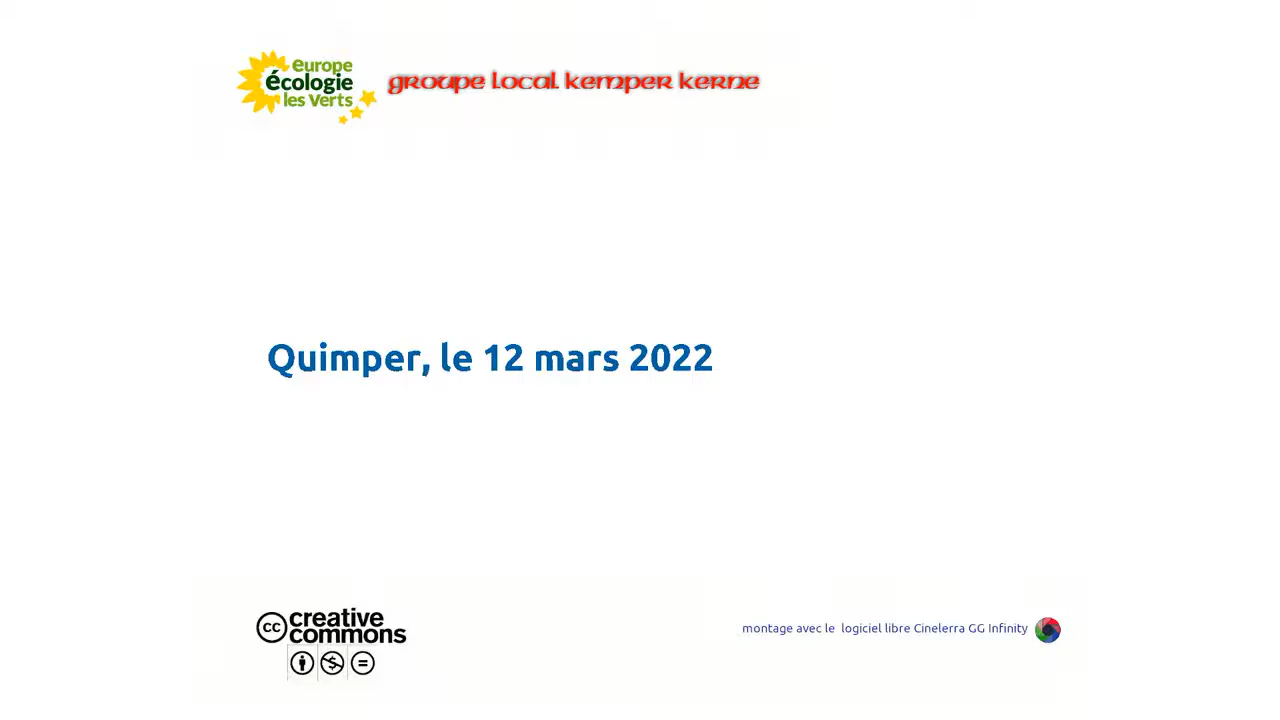 europe
écologie
les Verts
groupe local kemper kerne
Quimper, le 12 mars 2022
cc creative
commons
montage avec le logiciel libre Cinelerra GG Infinity